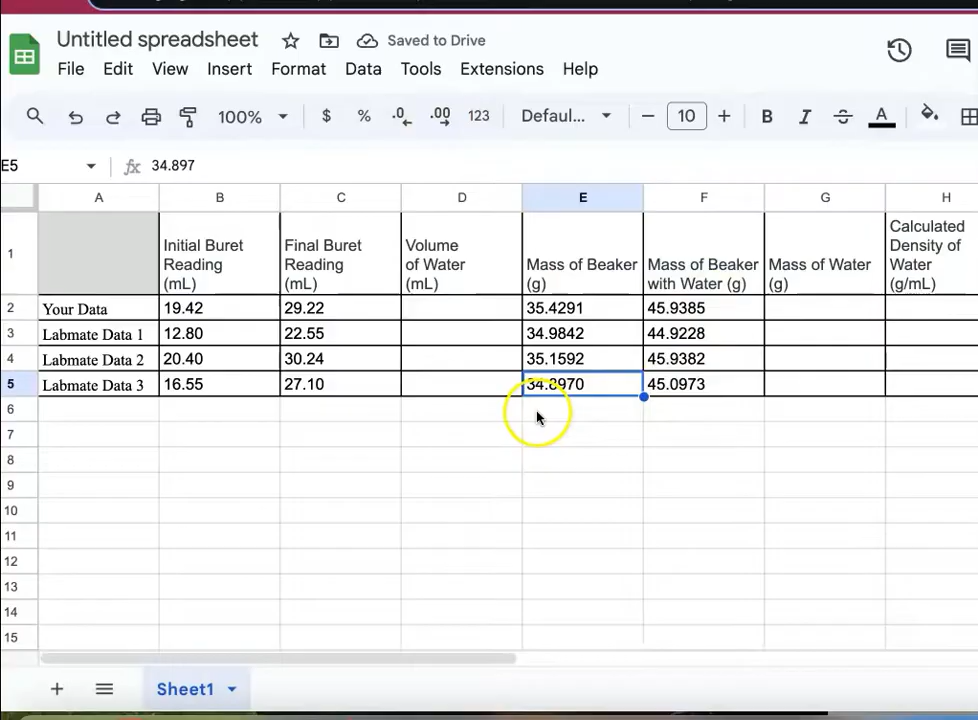 Untitled spreadsheet
Saved to Drive
File Edit View Insert Format Data Tools Extensions Help
100% $ % .0 .00 123 Defaul... 10 B I A
E5 fx 34.897
A B C D E F G H
1 Initial Buret Reading (mL) Final Buret Reading (mL) Volume of Water (mL) Mass of Beaker (g) Mass of Beaker with Water (g) Mass of Water (g) Calculated Density of Water (g/mL)
2 Your Data 19.42 29.22 35.4291 45.9385
3 Labmate Data 1 12.80 22.55 34.9842 44.9228
4 Labmate Data 2 20.40 30.24 35.1592 45.9382
5 Labmate Data 3 16.55 27.10 34.8970 45.0973
6
7
8
9
10
11
12
13
14
15
Sheet1